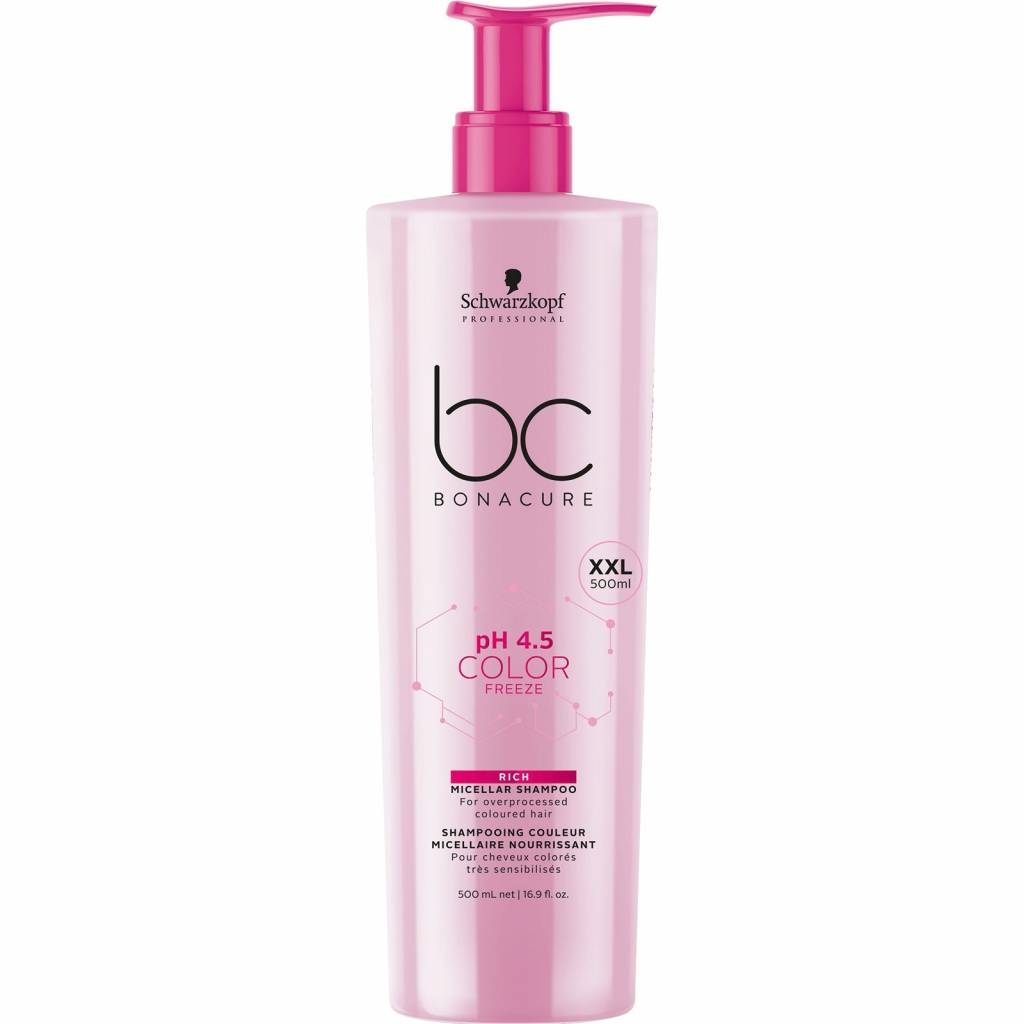 Schwarzkopf
PROFESSIONAL
bc
BONACURE
XXL
500ml
pH 4.5
COLOR
FREEZE
RICH
MICELLAR SHAMPOO
For overprocessed
coloured hair
SHAMPOOING COULEUR
MICELLAIRE NOURRISSANT
Pour cheveux colorés
très sensibilisés
500 mL net | 16.9 fl. oz.